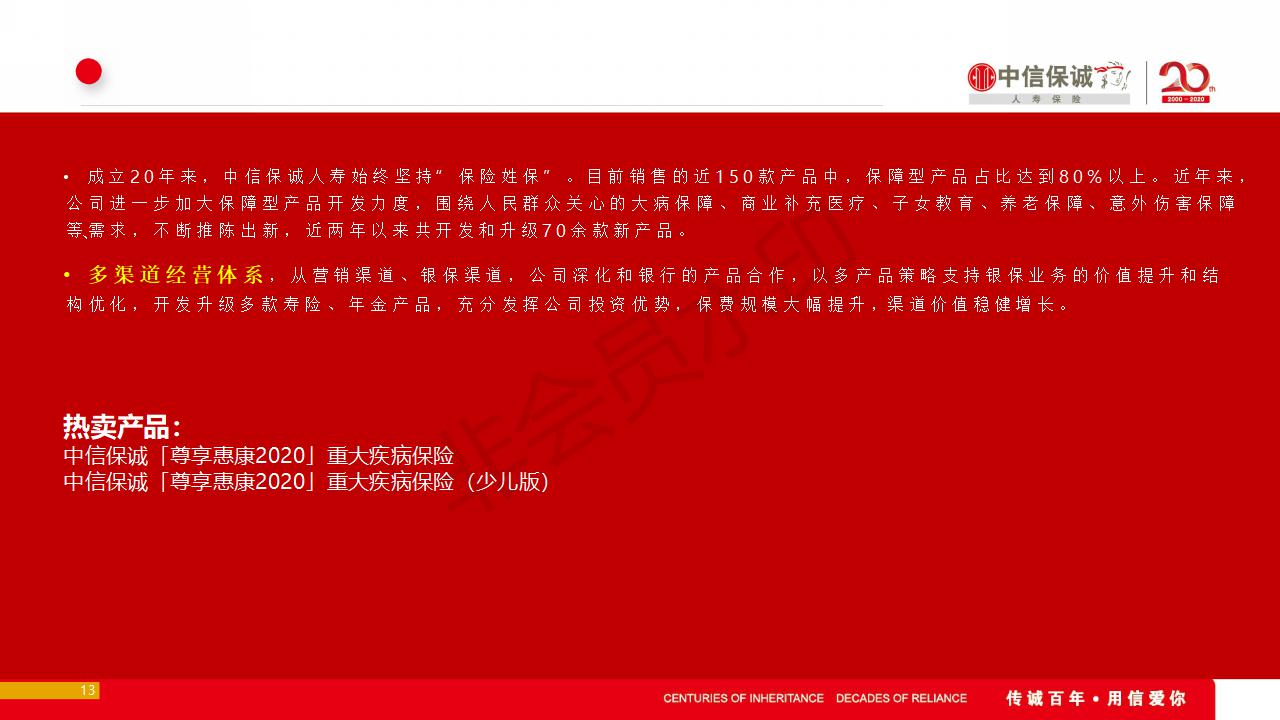 中信保诚
人寿保险
20th
2000-2020
• 成立20年来，中信保诚人寿始终坚持”保险姓保”。目前销售的近150款产品中，保障型产品占比达到80%以上。近年来，
公司进一步加大保障型产品开发力度，围绕人民群众关心的大病保障、商业补充医疗、子女教育、养老保障、意外伤害保障
等需求，不断推陈出新，近两年以来共开发和升级70余款新产品。
• 多渠道经营体系，从营销渠道、银保渠道，公司深化和银行的产品合作，以多产品策略支持银保业务的价值提升和结
构优化，开发升级多款寿险、年金产品，充分发挥公司投资优势，保费规模大幅提升，渠道价值稳健增长。
非会员水印
热卖产品：
中信保诚「尊享惠康2020」重大疾病保险
中信保诚「尊享惠康2020」重大疾病保险（少儿版）
13
CENTURIES OF INHERITANCE DECADES OF RELIANCE
传诚百年•用信爱你